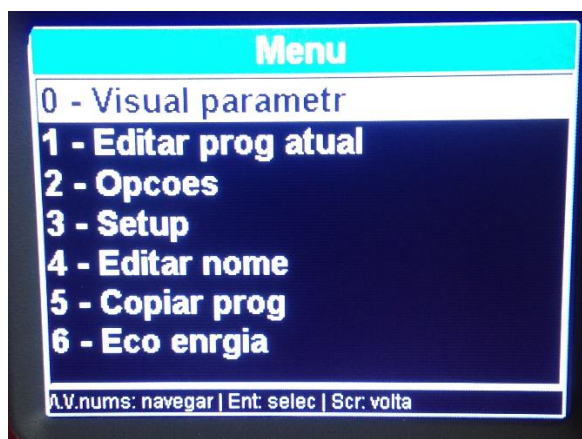 Menu
0 - Visual parametr
1 - Editar prog atual
2 - Opcoes
3 - Setup
4 - Editar nome
5 - Copiar prog
6 - Eco enrgia
Λ.V.nums: navegar | Ent: selec | Scr: volta